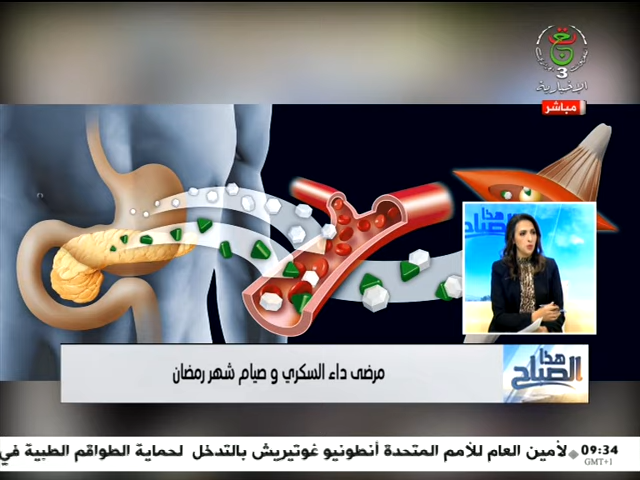 3
الإخبارية
مباشر
هذا
الصباح
مرضى داء السكري و صيام شهر رمضان
هذا
الصباح
لأمين العام للأمم المتحدة أنطونيو غوتيريش بالتدخل لحماية الطواقم الطبية في
09:34
GMT+1